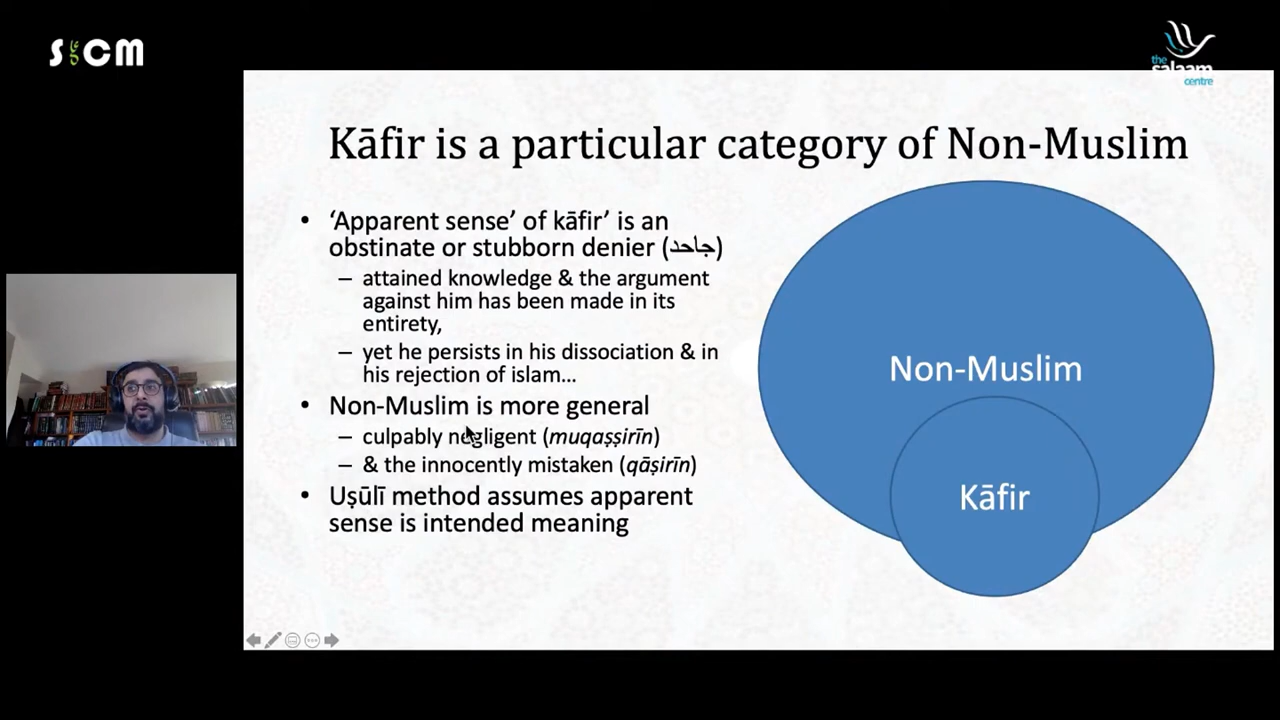 SICM
the
salaam
centre
Kāfir is a particular category of Non-Muslim
• ‘Apparent sense’ of kāfir’ is an
obstinate or stubborn denier (جاحد)
– attained knowledge & the argument
against him has been made in its
entirety,
– yet he persists in his dissociation & in
his rejection of islam…
• Non-Muslim is more general
– culpably negligent (muqaṣṣirīn)
– & the innocently mistaken (qāṣirīn)
• Uṣūlī method assumes apparent
sense is intended meaning
Non-Muslim
Kāfir